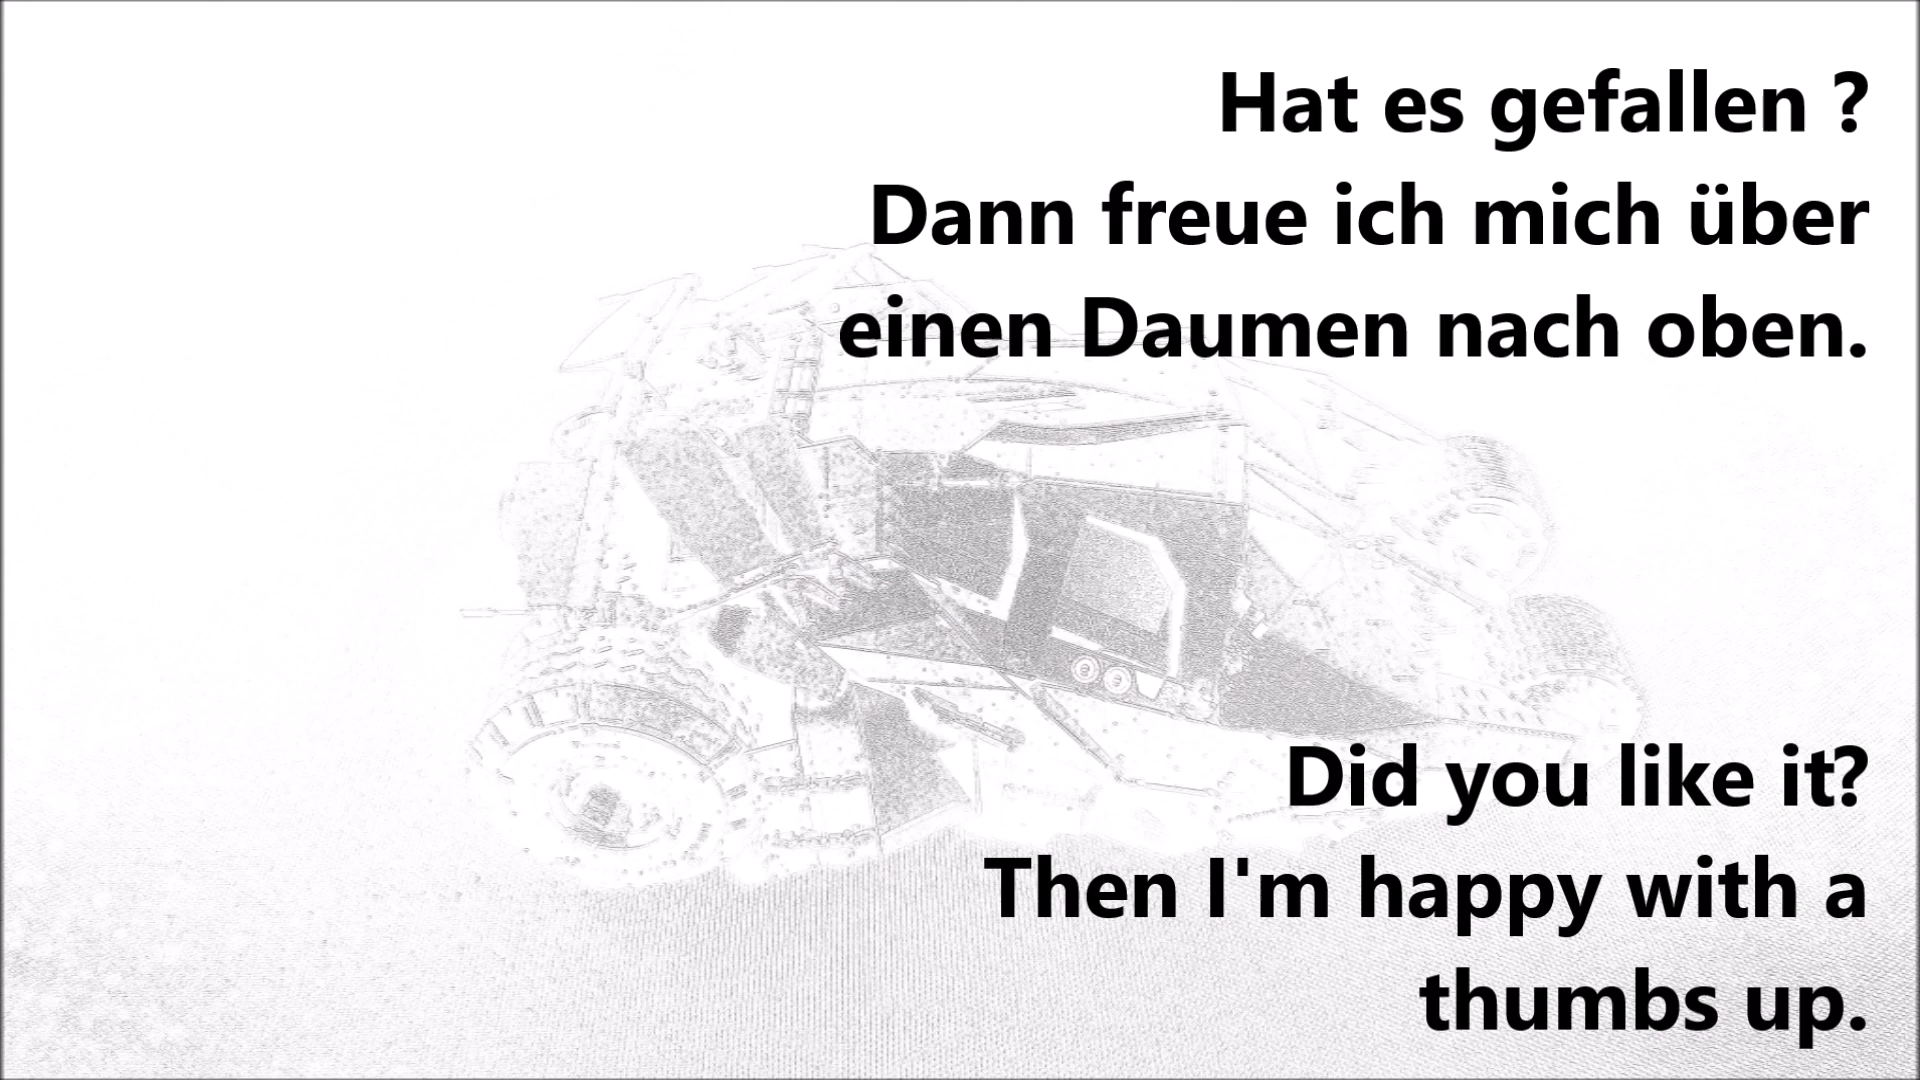 Hat es gefallen ?
Dann freue ich mich über
einen Daumen nach oben.
Did you like it?
Then I'm happy with a
thumbs up.